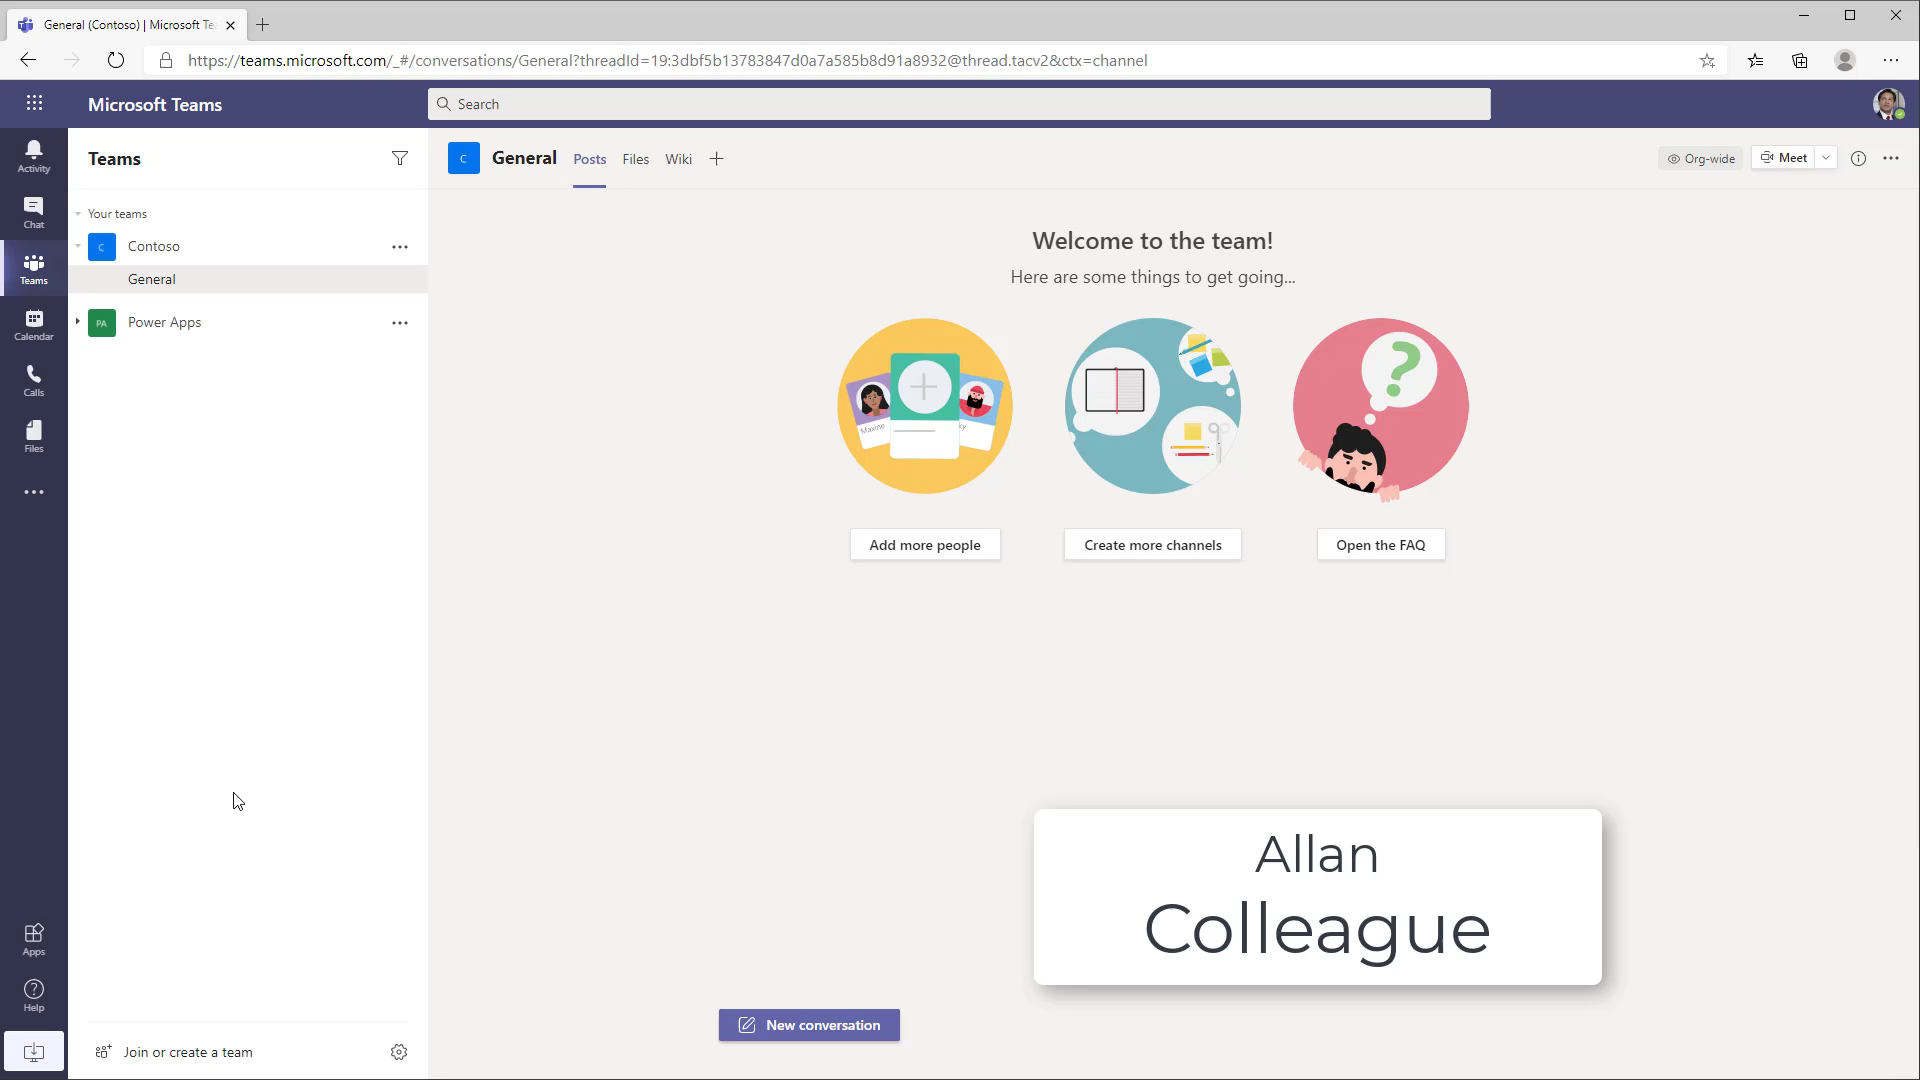 General (Contoso) | Microsoft Te
https://teams.microsoft.com/_#/conversations/General?threadId=19:3dbf5b13783847d0a7a585b8d91a8932@thread.tacv2&ctx=channel
Microsoft Teams
Search
Activity
Chat
Teams
Calendar
Calls
Files
Apps
Help
Teams
Your teams
C Contoso
General
PA Power Apps
Join or create a team
C General Posts Files Wiki
Org-wide Meet
Welcome to the team!
Here are some things to get going...
Maxine
ky
Add more people
Create more channels
Open the FAQ
Allan
Colleague
New conversation